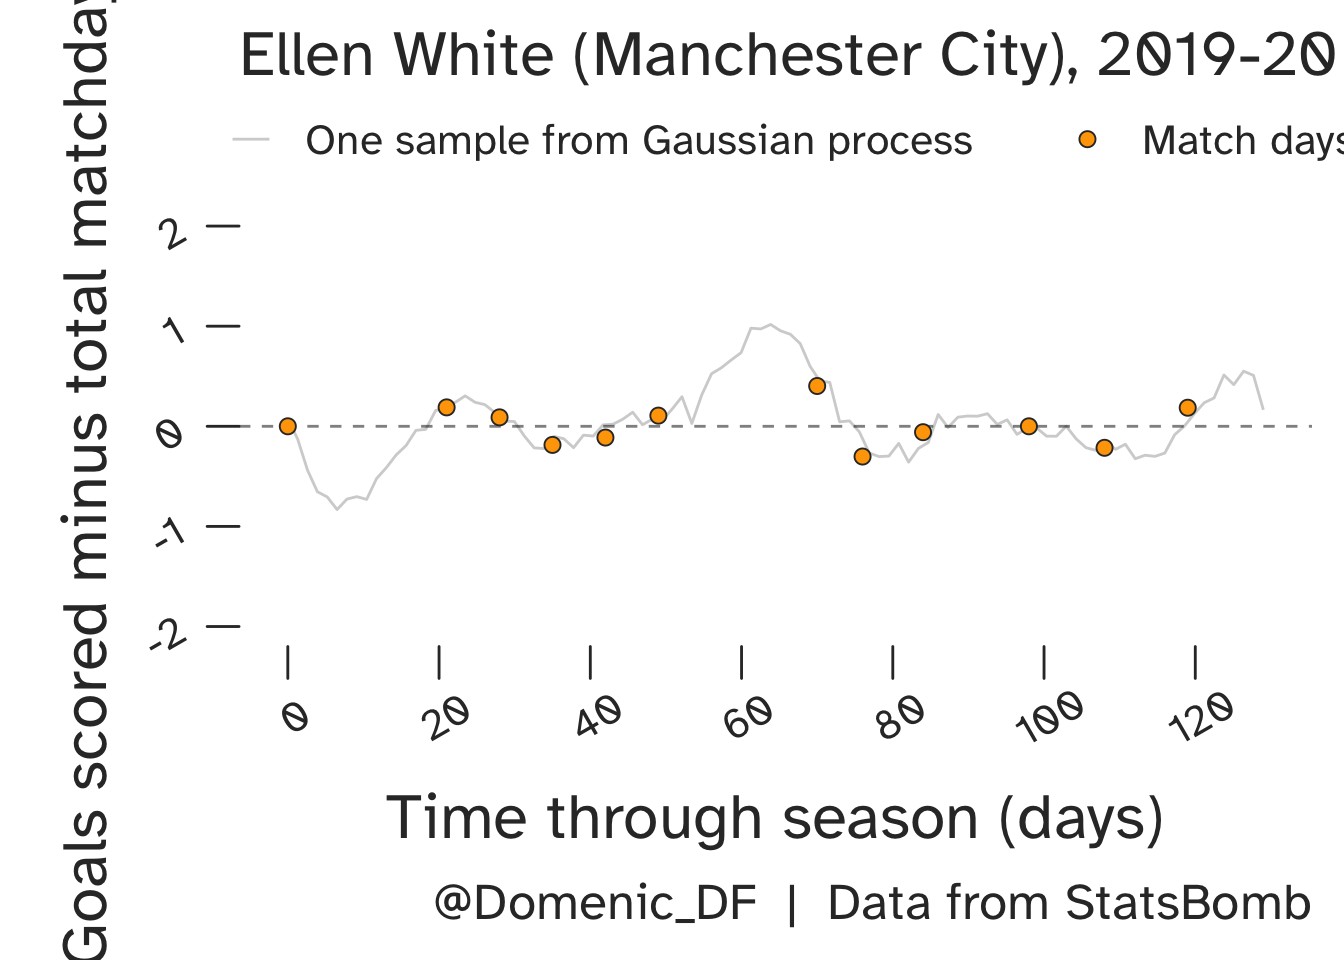 Ellen White (Manchester City), 2019-20
One sample from Gaussian process
Match days
Goals scored minus total matchday
2
1
0
-1
-2
0 20 40 60 80 100 120
Time through season (days)
@Domenic_DF | Data from StatsBomb